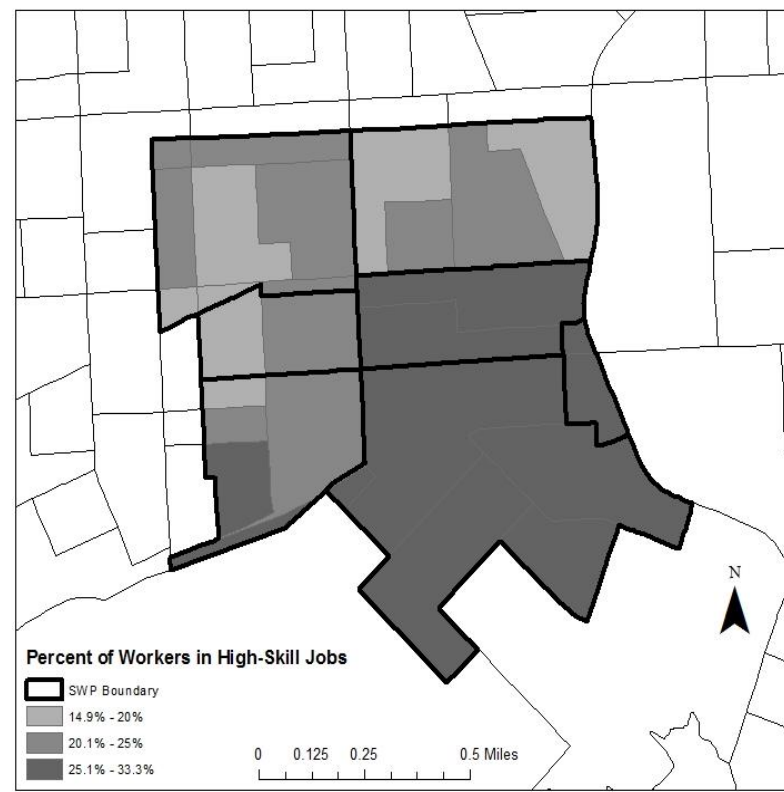 N
Percent of Workers in High-Skill Jobs
SWP Boundary
14.9% - 20%
20.1% - 25%
25.1% - 33.3%
0 0.125 0.25 0.5 Miles